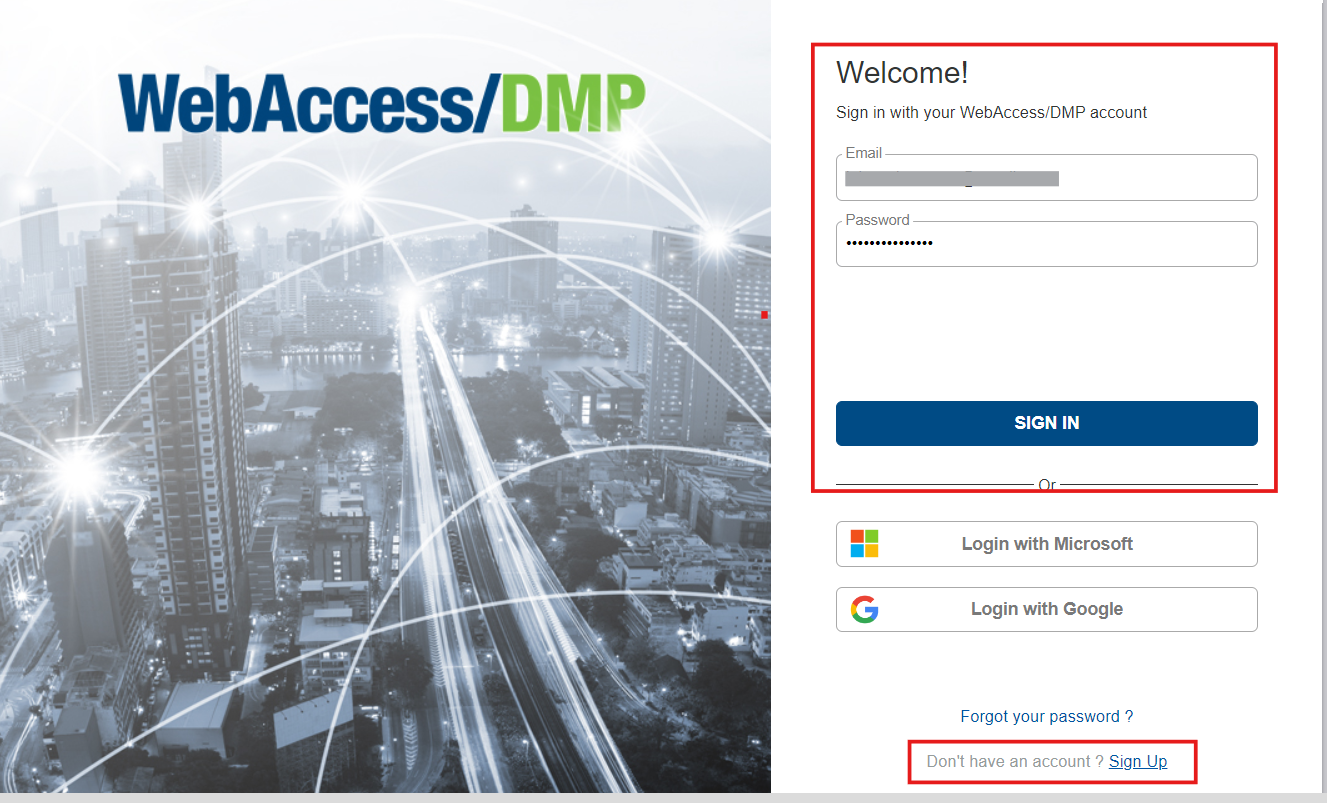 WebAccess/DMP
Welcome!
Sign in with your WebAccess/DMP account
Email
Password
•••••••••••••••
SIGN IN
Or
Login with Microsoft
Login with Google
Forgot your password ?
Don't have an account ? Sign Up